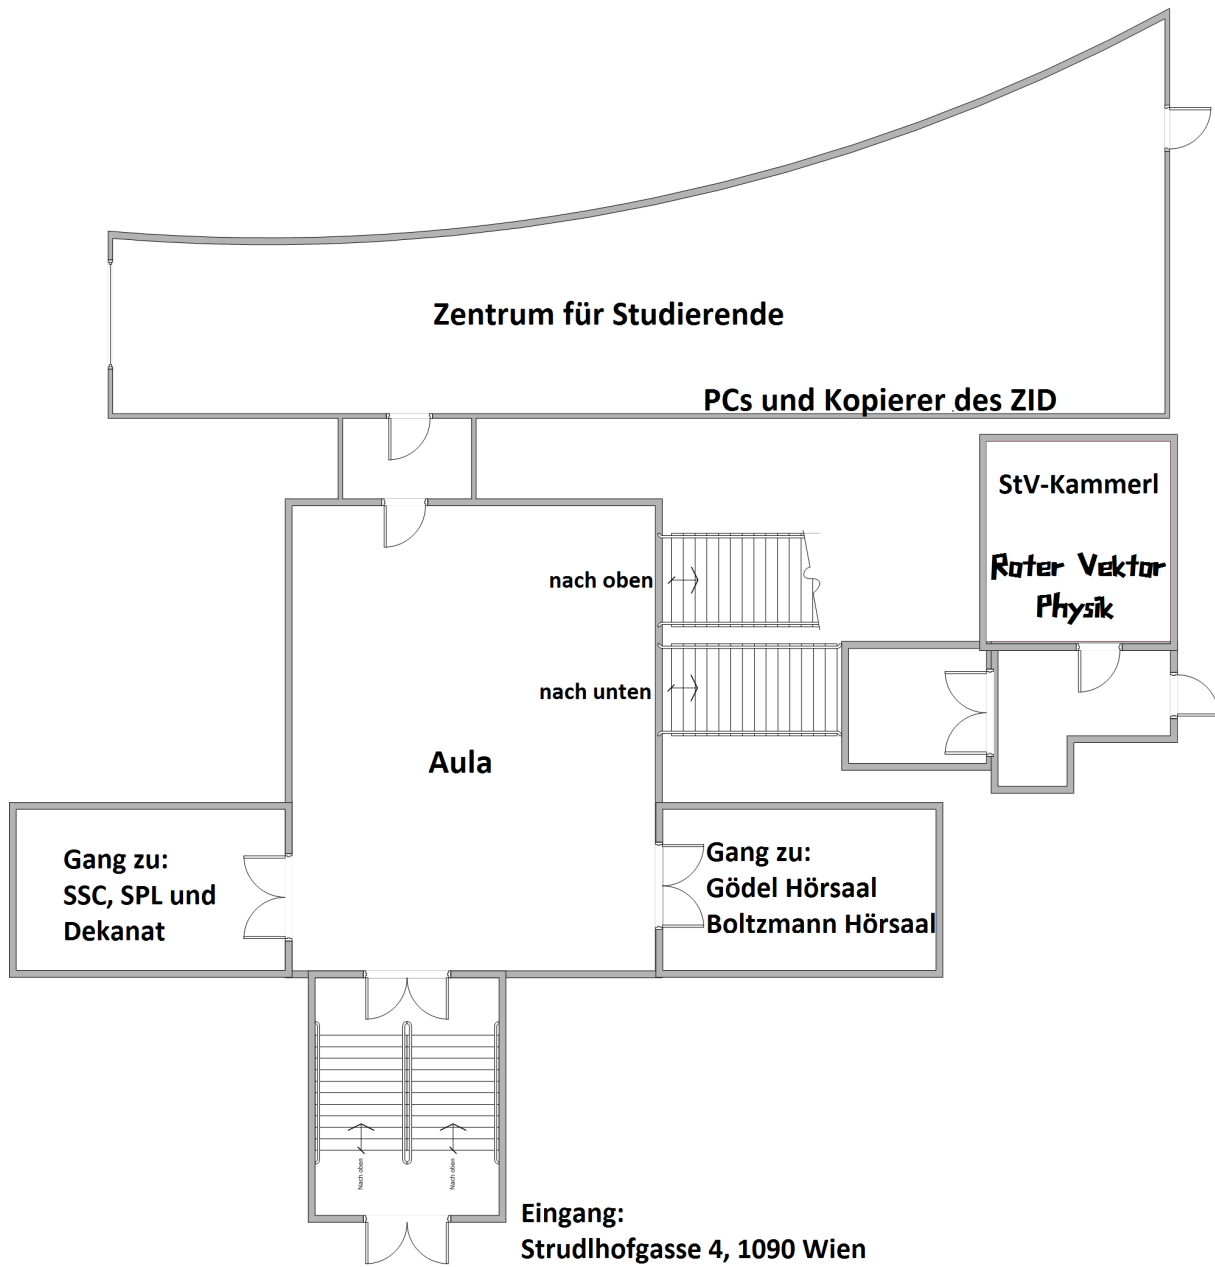 Zentrum für Studierende
PCs und Kopierer des ZID
StV-Kammerl
Roter Vektor
Physik
nach oben
nach unten
Aula
Gang zu:
SSC, SPL und
Dekanat
Gang zu:
Gödel Hörsaal
Boltzmann Hörsaal
Nach oben
Nach oben
Eingang:
Strudlhofgasse 4, 1090 Wien